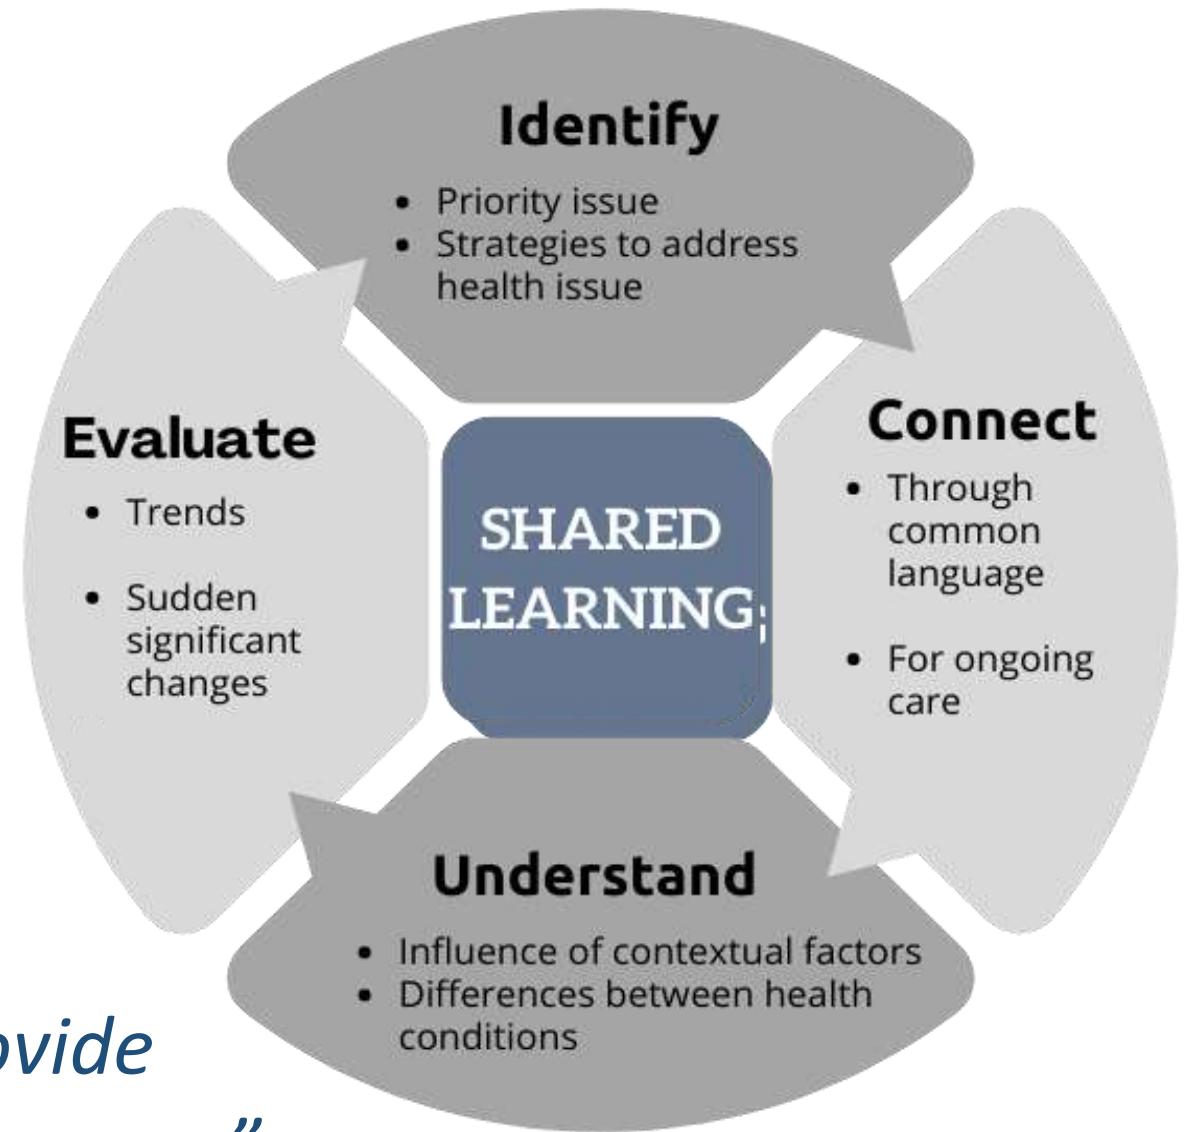 Identify
• Priority issue
• Strategies to address
health issue
Connect
• Through
common
language
• For ongoing
care
SHARED
LEARNING;
Understand
• Influence of contextual factors
• Differences between health
conditions
Evaluate
• Trends
• Sudden
significant
changes
ovide
”